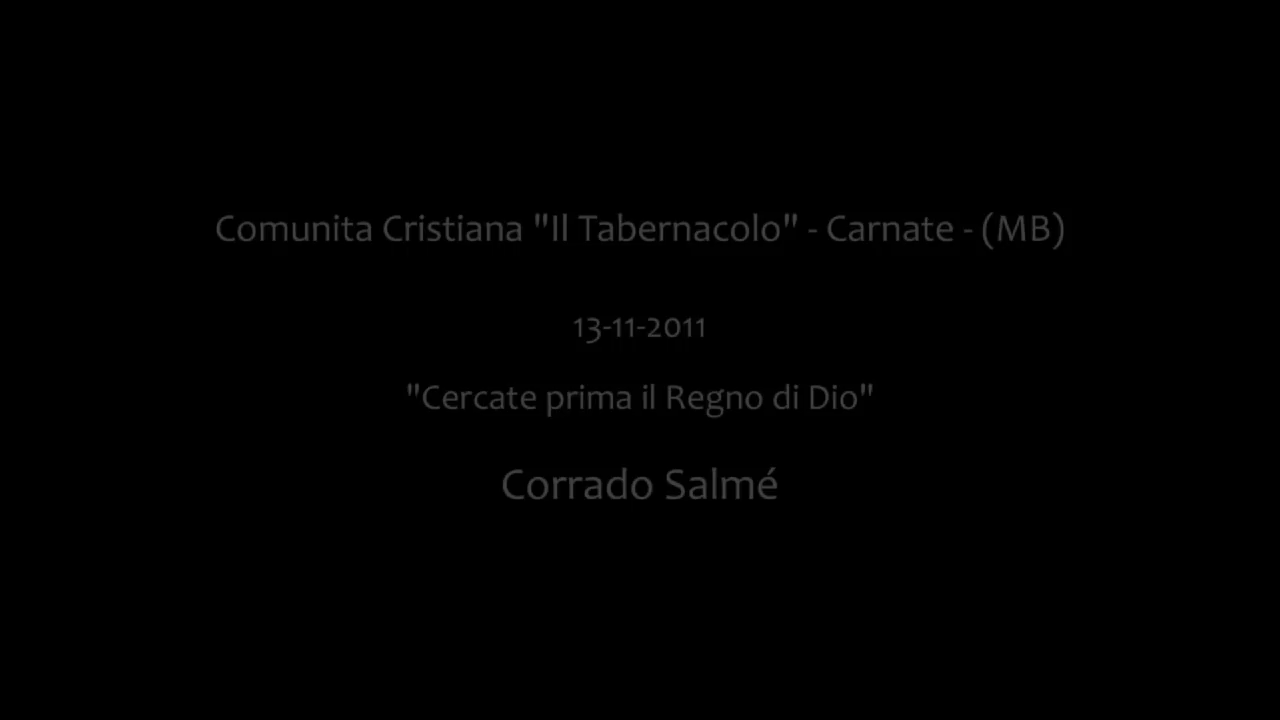 Comunita Cristiana "Il Tabernacolo" - Carnate - (MB)
13-11-2011
"Cercate prima il Regno di Dio"
Corrado Salmé